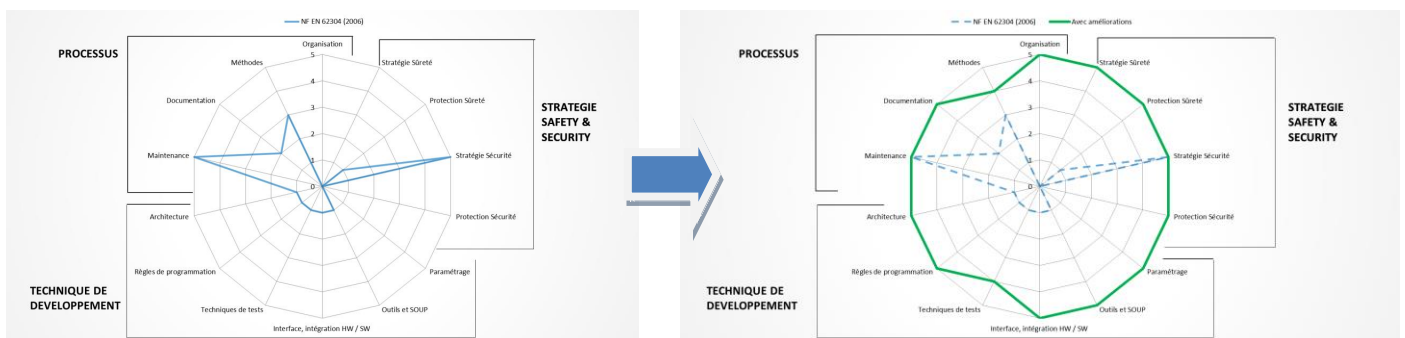 NF EN 62304 (2006)
PROCESSUS
Organisation
5
Méthodes
Stratégie Sûreté
4
Documentation
Protection Sûreté
3
STRATEGIE
SAFETY &
SECURITY
2
Maintenance
Stratégie Sécurité
1
0
Architecture
Protection Sécurité
Règles de programmation
Paramétrage
TECHNIQUE DE
DEVELOPPEMENT
Techniques de tests
Outils et SOUP
Interface, intégration HW / SW
NF EN 62304 (2006)
Avec améliorations
PROCESSUS
Organisation
5
Méthodes
Stratégie Sûreté
4
Documentation
Protection Sûreté
3
STRATEGIE
SAFETY &
SECURITY
2
Maintenance
Stratégie Sécurité
1
0
Architecture
Protection Sécurité
Règles de programmation
Paramétrage
TECHNIQUE DE
DEVELOPPEMENT
Techniques de tests
Outils et SOUP
Interface, intégration HW / SW